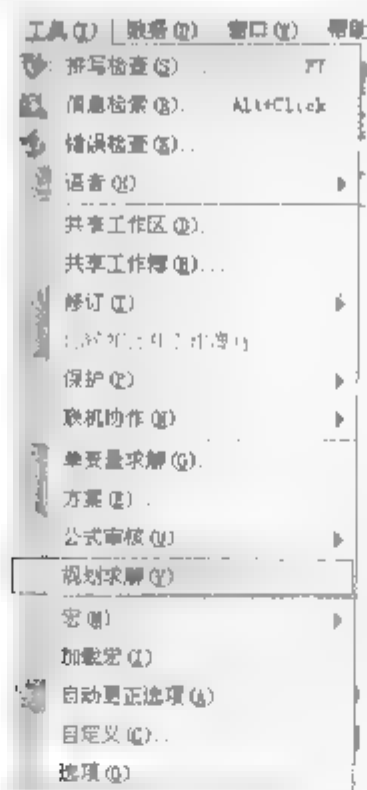 工具(T) 数据(D) 窗口(W) 帮助
拼写检查(S)... F7
信息检索(R)... Alt+Click
错误检查(K)...
语音(H)
共享工作区(D)...
共享工作簿(B)...
修订(T)
保护(P)
联机协作(N)
单变量求解(G)...
方案(E)...
公式审核(U)
规划求解(V)
宏(M)
加载宏(I)
自动更正选项(A)
自定义(C)...
选项(O)